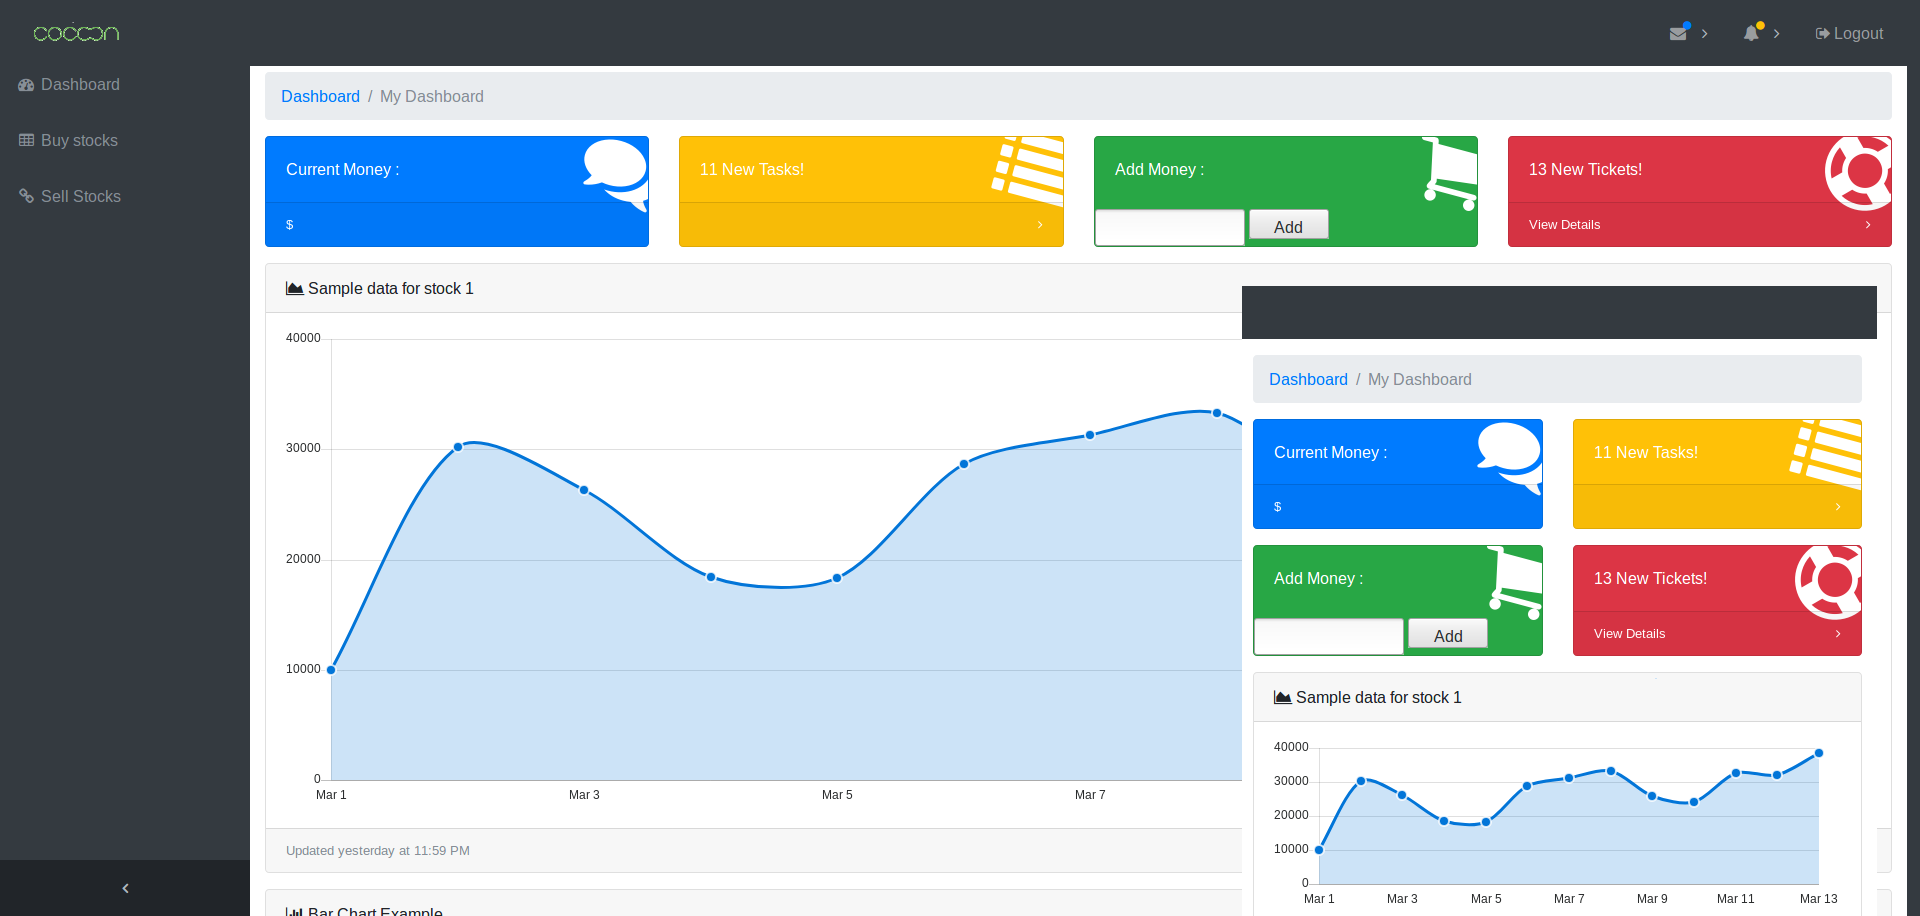 cocoon
Logout
Dashboard
Buy stocks
Sell Stocks
Dashboard / My Dashboard
Current Money :
$
11 New Tasks!
Add Money :
Add
13 New Tickets!
View Details
Sample data for stock 1
40000
30000
20000
10000
0
Mar 1 Mar 3 Mar 5 Mar 7
Updated yesterday at 11:59 PM
Bar Chart Example
Dashboard / My Dashboard
Current Money :
$
11 New Tasks!
Add Money :
Add
13 New Tickets!
View Details
Sample data for stock 1
40000
30000
20000
10000
0
Mar 1 Mar 3 Mar 5 Mar 7 Mar 9 Mar 11 Mar 13